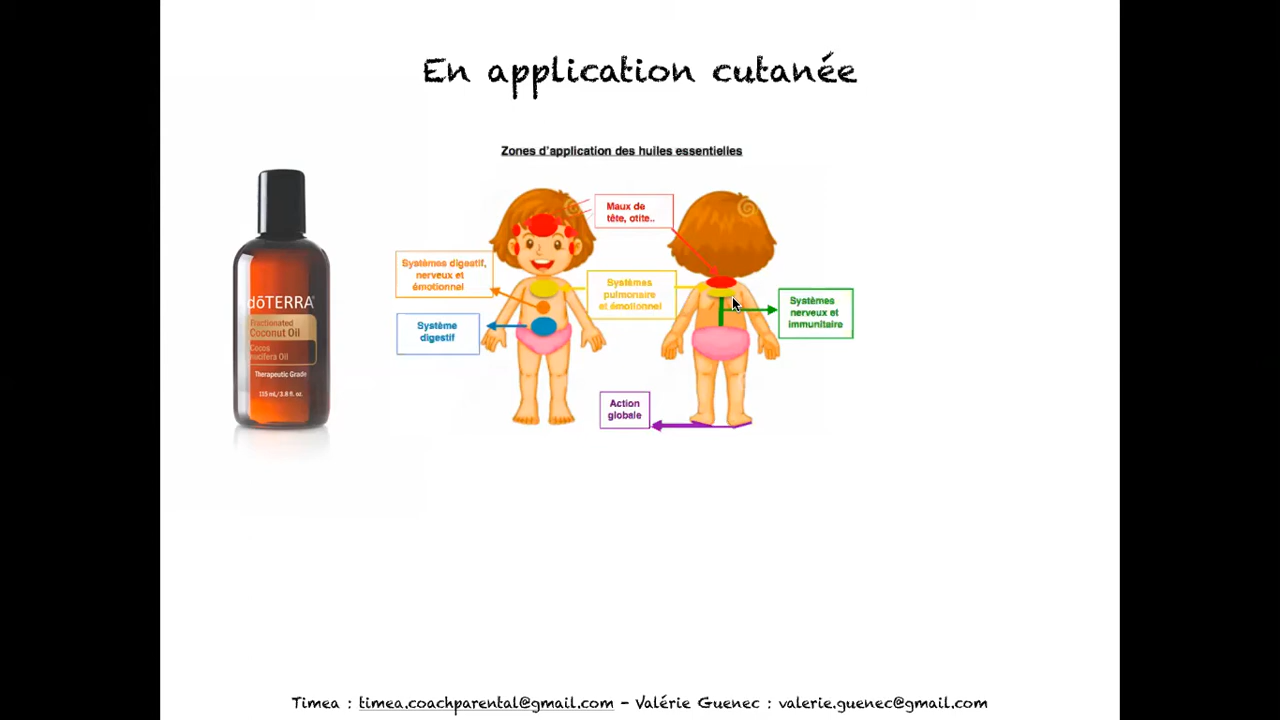 En application cutanée
Zones d'application des huiles essentielles
Maux de
tête, otite..
Systèmes digestif,
nerveux et
émotionnel
Systèmes
pulmonaire
et émotionnel
Systèmes
nerveux et
immunitaire
Système
digestif
Action
globale
dōTERRA
Fractionated
Coconut Oil
Cocos
nucifera Oil
Therapeutic Grade
115 mL/3.8 fl. oz.
Timea : timea.coachparental@gmail.com – Valérie Guenec : valerie.guenec@gmail.com